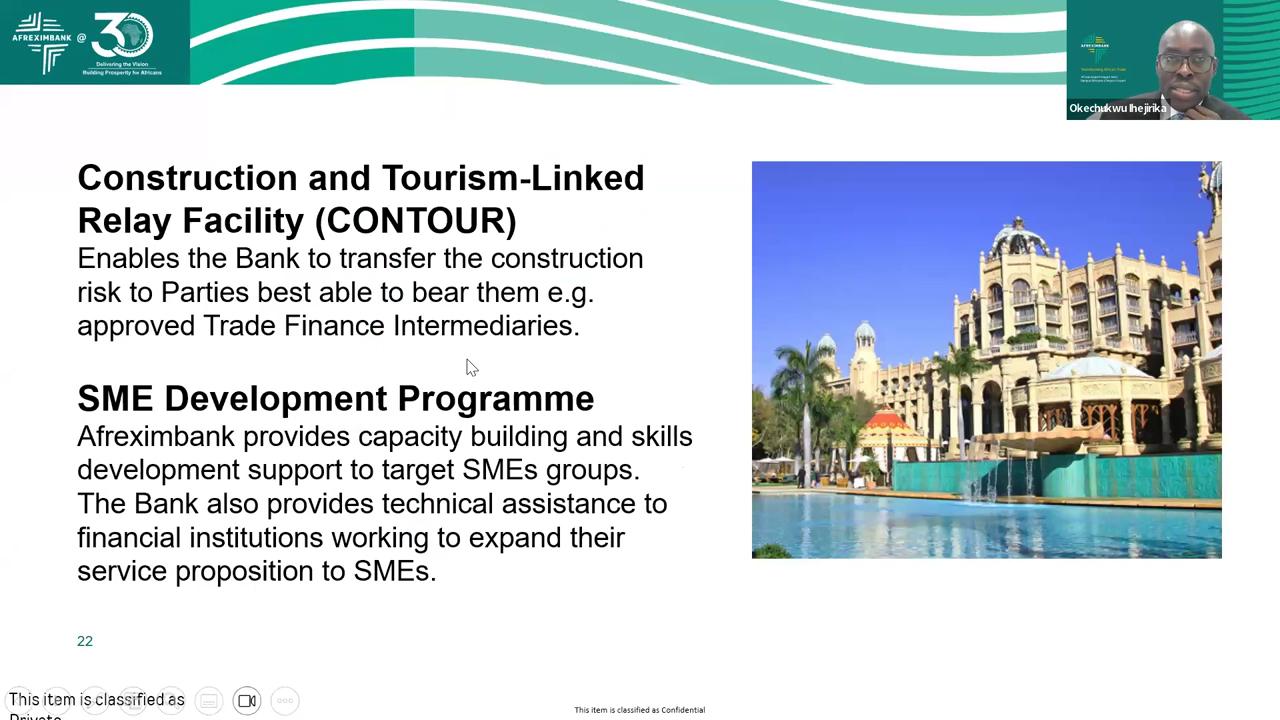 AFREXIMBANK @ 30
Delivering the Vision
Building Prosperity for Africans
AFREXIMBANK
Okechukwu Ihejirika
Construction and Tourism-Linked
Relay Facility (CONTOUR)
Enables the Bank to transfer the construction
risk to Parties best able to bear them e.g.
approved Trade Finance Intermediaries.
SME Development Programme
Afreximbank provides capacity building and skills
development support to target SMEs groups.
The Bank also provides technical assistance to
financial institutions working to expand their
service proposition to SMEs.
22
This item is classified as
Private
This item is classified as Confidential